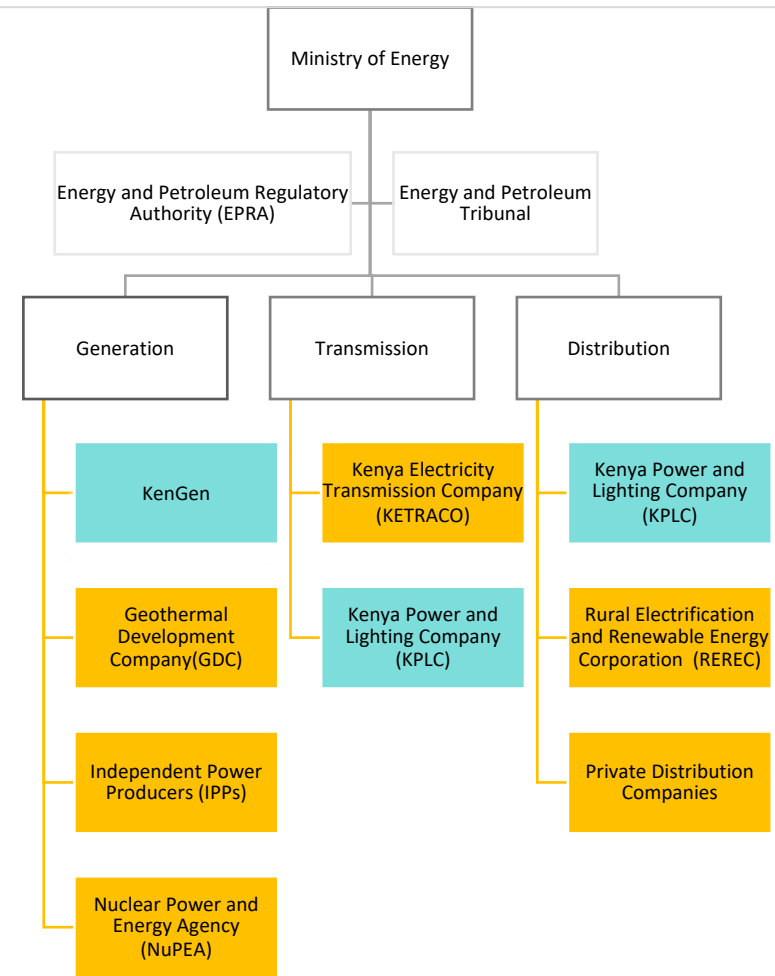 Ministry of Energy
Energy and Petroleum Regulatory
Authority (EPRA)
Energy and Petroleum
Tribunal
Generation
Transmission
Distribution
KenGen
Geothermal
Development
Company(GDC)
Independent Power
Producers (IPPs)
Nuclear Power and
Energy Agency
(NuPEA)
Kenya Electricity
Transmission Company
(KETRACO)
Kenya Power and
Lighting Company
(KPLC)
Kenya Power and
Lighting Company
(KPLC)
Rural Electrification
and Renewable Energy
Corporation (REREC)
Private Distribution
Companies